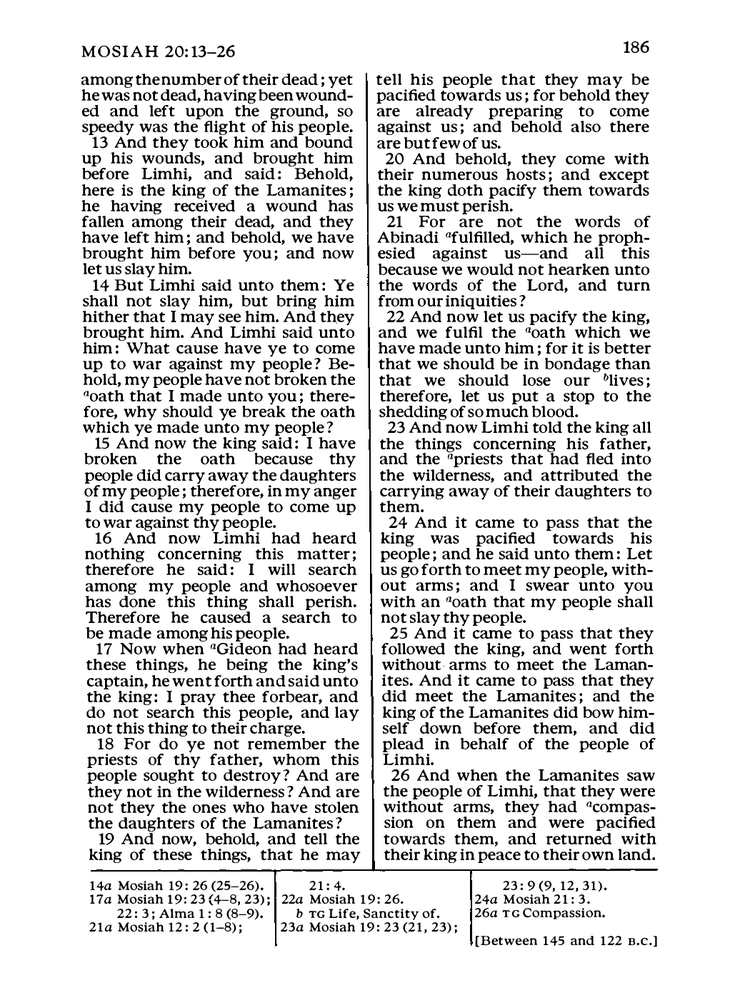 MOSIAH 20:13–26
186
among the number of their dead; yet
he was not dead, having been wound-
ed and left upon the ground, so
speedy was the flight of his people.
13 And they took him and bound
up his wounds, and brought him
before Limhi, and said: Behold,
here is the king of the Lamanites;
he having received a wound has
fallen among their dead, and they
have left him; and behold, we have
brought him before you; and now
let us slay him.
14 But Limhi said unto them: Ye
shall not slay him, but bring him
hither that I may see him. And they
brought him. And Limhi said unto
him: What cause have ye to come
up to war against my people? Be-
hold, my people have not broken the
aoath that I made unto you; there-
fore, why should ye break the oath
which ye made unto my people?
15 And now the king said: I have
broken the oath because thy
people did carry away the daughters
of my people; therefore, in my anger
I did cause my people to come up
to war against thy people.
16 And now Limhi had heard
nothing concerning this matter;
therefore he said: I will search
among my people and whosoever
has done this thing shall perish.
Therefore he caused a search to
be made among his people.
17 Now when aGideon had heard
these things, he being the king's
captain, he went forth and said unto
the king: I pray thee forbear, and
do not search this people, and lay
not this thing to their charge.
18 For do ye not remember the
priests of thy father, whom this
people sought to destroy? And are
they not in the wilderness? And are
not they the ones who have stolen
the daughters of the Lamanites?
19 And now, behold, and tell the
king of these things, that he may
tell his people that they may be
pacified towards us; for behold they
are already preparing to come
against us; and behold also there
are but few of us.
20 And behold, they come with
their numerous hosts; and except
the king doth pacify them towards
us we must perish.
21 For are not the words of
Abinadi afulfilled, which he proph-
esied against us—and all this
because we would not hearken unto
the words of the Lord, and turn
from our iniquities?
22 And now let us pacify the king,
and we fulfil the aoath which we
have made unto him; for it is better
that we should be in bondage than
that we should lose our blives;
therefore, let us put a stop to the
shedding of so much blood.
23 And now Limhi told the king all
the things concerning his father,
and the apriests that had fled into
the wilderness, and attributed the
carrying away of their daughters to
them.
24 And it came to pass that the
king was pacified towards his
people; and he said unto them: Let
us go forth to meet my people, with-
out arms; and I swear unto you
with an aoath that my people shall
not slay thy people.
25 And it came to pass that they
followed the king, and went forth
without arms to meet the Laman-
ites. And it came to pass that they
did meet the Lamanites; and the
king of the Lamanites did bow him-
self down before them, and did
plead in behalf of the people of
Limhi.
26 And when the Lamanites saw
the people of Limhi, that they were
without arms, they had acompas-
sion on them and were pacified
towards them, and returned with
their king in peace to their own land.
14a Mosiah 19:26 (25–26).
17a Mosiah 19:23 (4–8, 23);
22:3; Alma 1:8 (8–9).
21a Mosiah 12:2 (1–8);
21:4.
22a Mosiah 19:26.
b TG Life, Sanctity of.
23a Mosiah 19:23 (21, 23);
23:9 (9, 12, 31).
24a Mosiah 21:3.
26a TG Compassion.
[Between 145 and 122 B.C.]